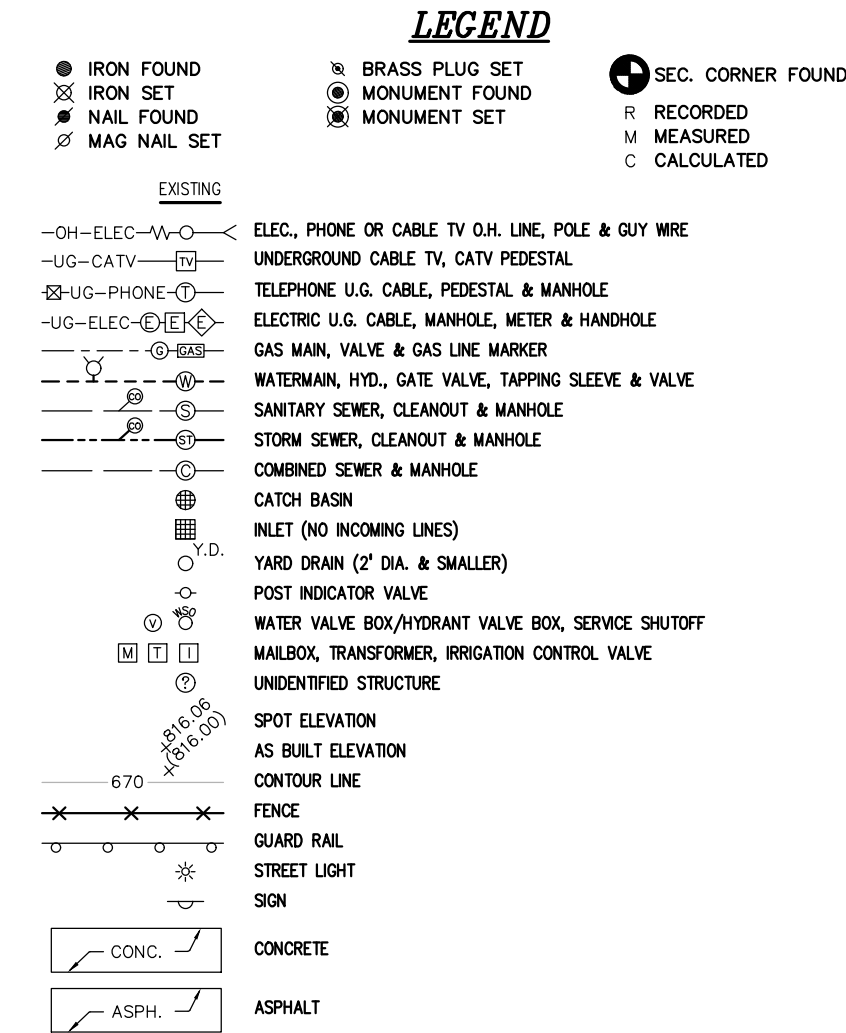 LEGEND
IRON FOUND
IRON SET
NAIL FOUND
MAG NAIL SET
BRASS PLUG SET
MONUMENT FOUND
MONUMENT SET
SEC. CORNER FOUND
R RECORDED
M MEASURED
C CALCULATED
EXISTING
OH-ELEC ELEC., PHONE OR CABLE TV O.H. LINE, POLE & GUY WIRE
UG-CATV TV UNDERGROUND CABLE TV, CATV PEDESTAL
UG-PHONE T TELEPHONE U.G. CABLE, PEDESTAL & MANHOLE
UG-ELEC E E E ELECTRIC U.G. CABLE, MANHOLE, METER & HANDHOLE
G GAS GAS MAIN, VALVE & GAS LINE MARKER
W WATERMAIN, HYD., GATE VALVE, TAPPING SLEEVE & VALVE
CO S SANITARY SEWER, CLEANOUT & MANHOLE
CO ST STORM SEWER, CLEANOUT & MANHOLE
C COMBINED SEWER & MANHOLE
CATCH BASIN
INLET (NO INCOMING LINES)
Y.D. YARD DRAIN (2' DIA. & SMALLER)
POST INDICATOR VALVE
V WSO WATER VALVE BOX/HYDRANT VALVE BOX, SERVICE SHUTOFF
M T I MAILBOX, TRANSFORMER, IRRIGATION CONTROL VALVE
? UNIDENTIFIED STRUCTURE
816.06 SPOT ELEVATION
(816.00) AS BUILT ELEVATION
670 CONTOUR LINE
FENCE
GUARD RAIL
STREET LIGHT
SIGN
CONC. CONCRETE
ASPH. ASPHALT